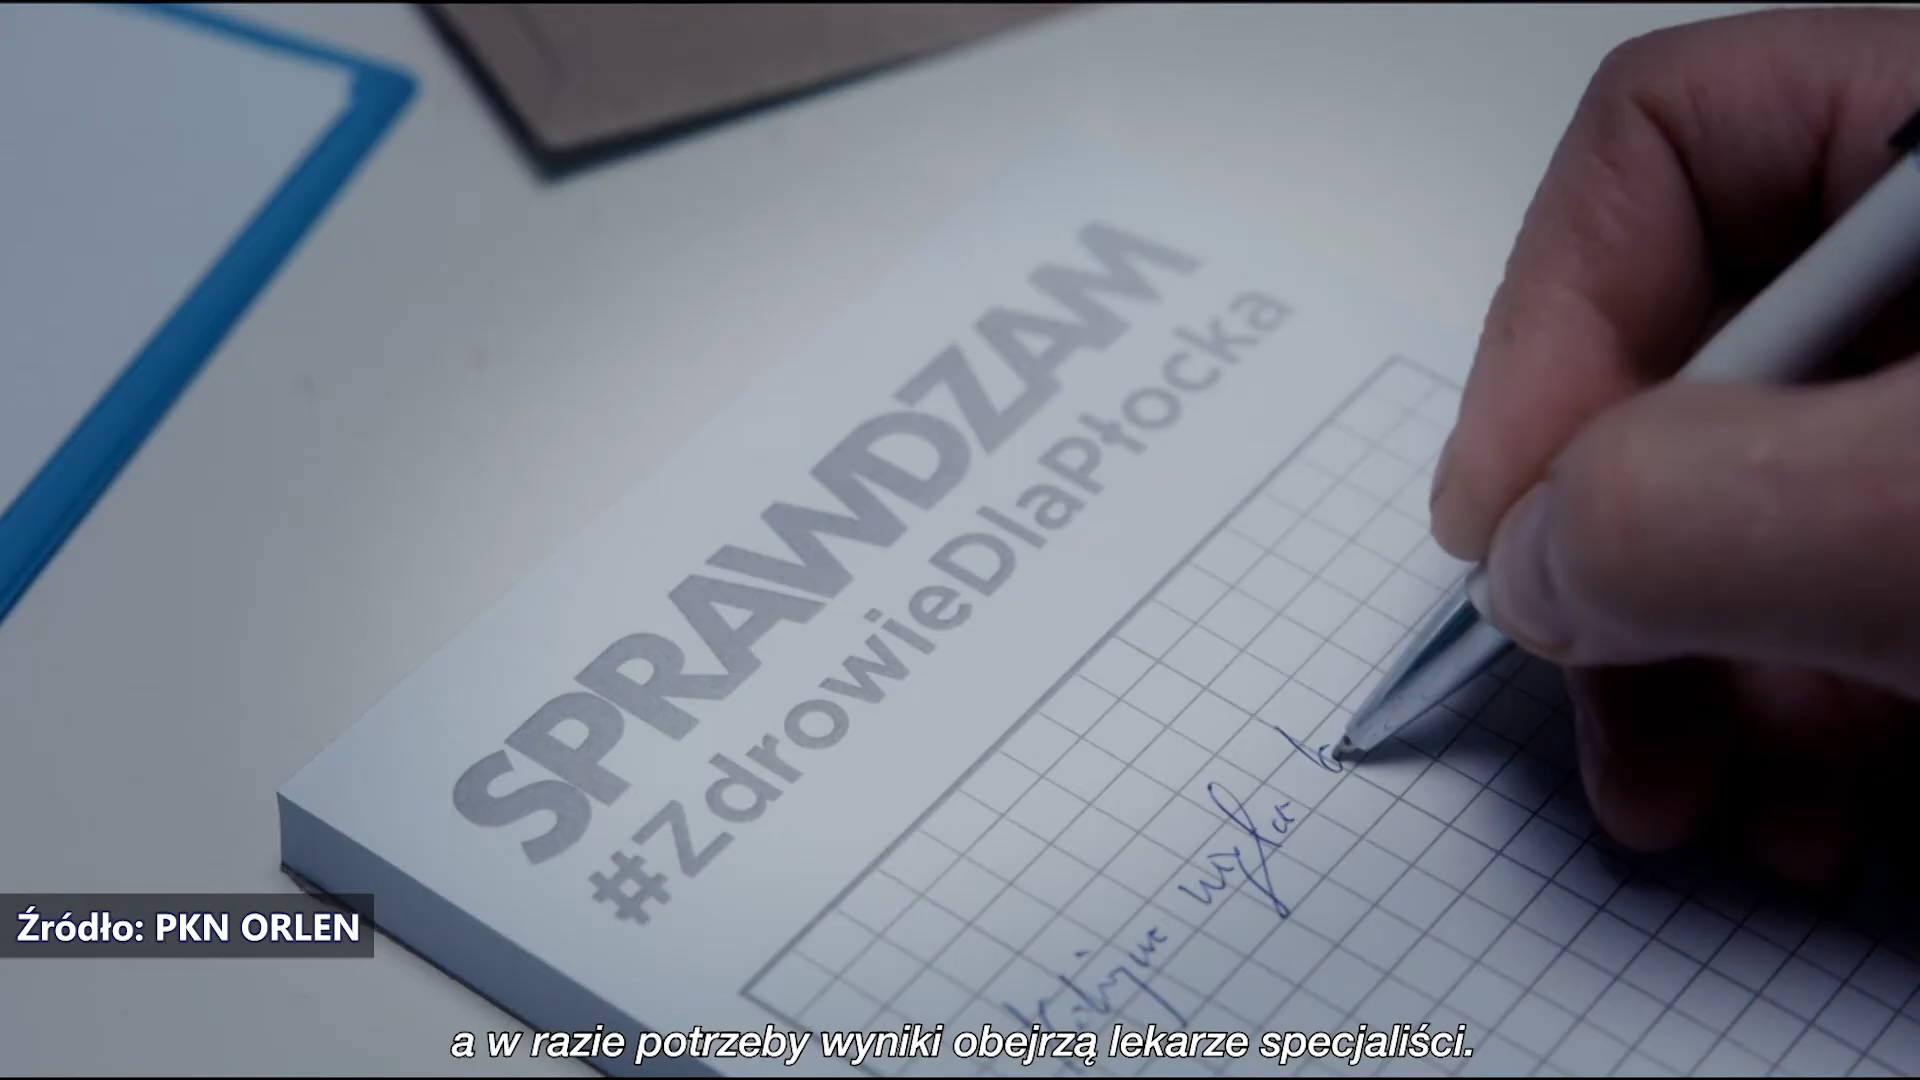 SPRAWDZAM
#ZdrowieDlaPłocka
Źródło: PKN ORLEN
a w razie potrzeby wyniki obejrzą lekarze specjaliści.